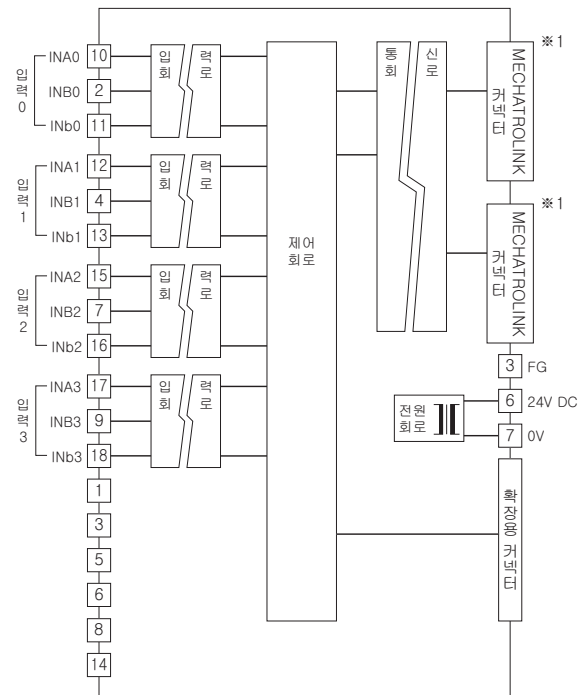 입력 0
INA0 10
INB0 2
INb0 11
입력 회로
입력 1
INA1 12
INB1 4
INb1 13
입력 회로
입력 2
INA2 15
INB2 7
INb2 16
입력 회로
입력 3
INA3 17
INB3 9
INb3 18
입력 회로
1
3
5
6
8
14
제어
회로
통신 회로
※1
MECHATROLINK
커넥터
※1
MECHATROLINK
커넥터
3 FG
전원
회로
6 24V DC
7 0V
확장용 커넥터